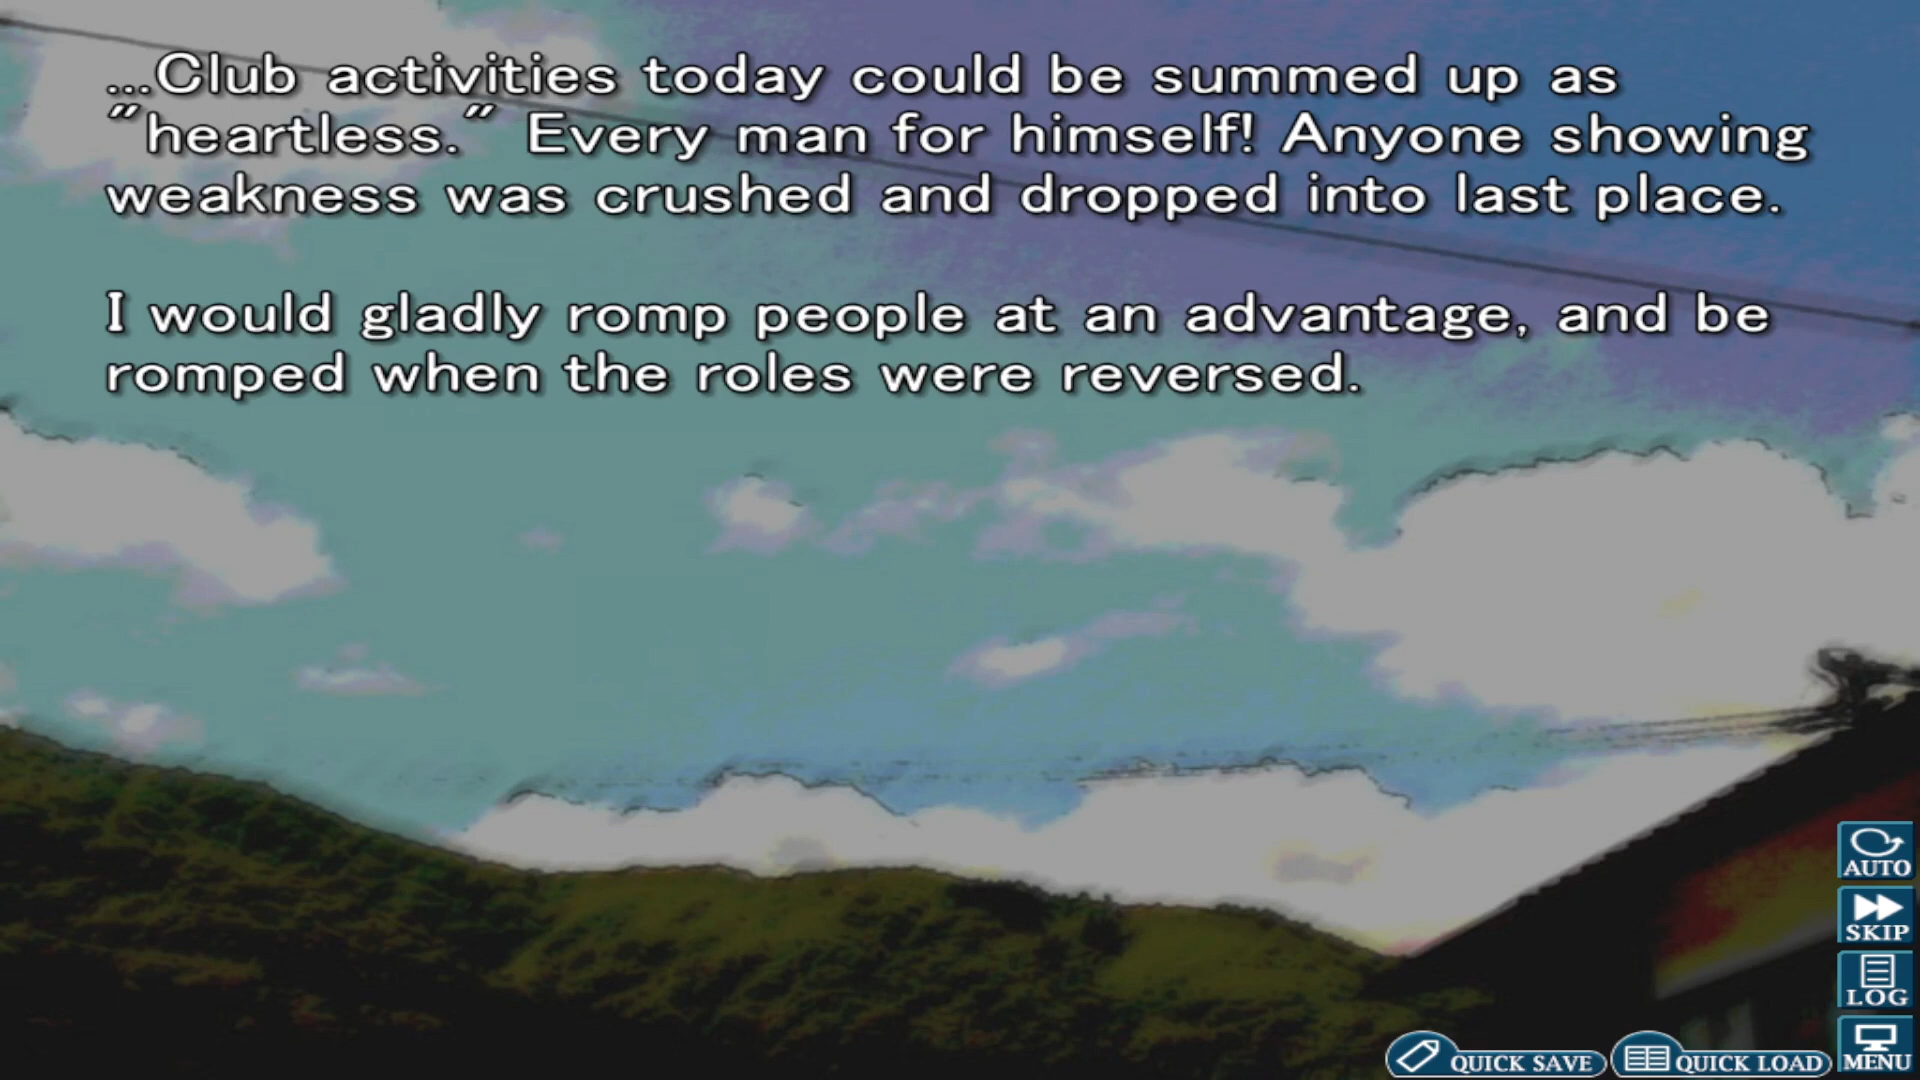 ...Club activities today could be summed up as
"heartless." Every man for himself! Anyone showing
weakness was crushed and dropped into last place.
I would gladly romp people at an advantage, and be
romped when the roles were reversed.
AUTO
SKIP
LOG
MENU
QUICK SAVE
QUICK LOAD